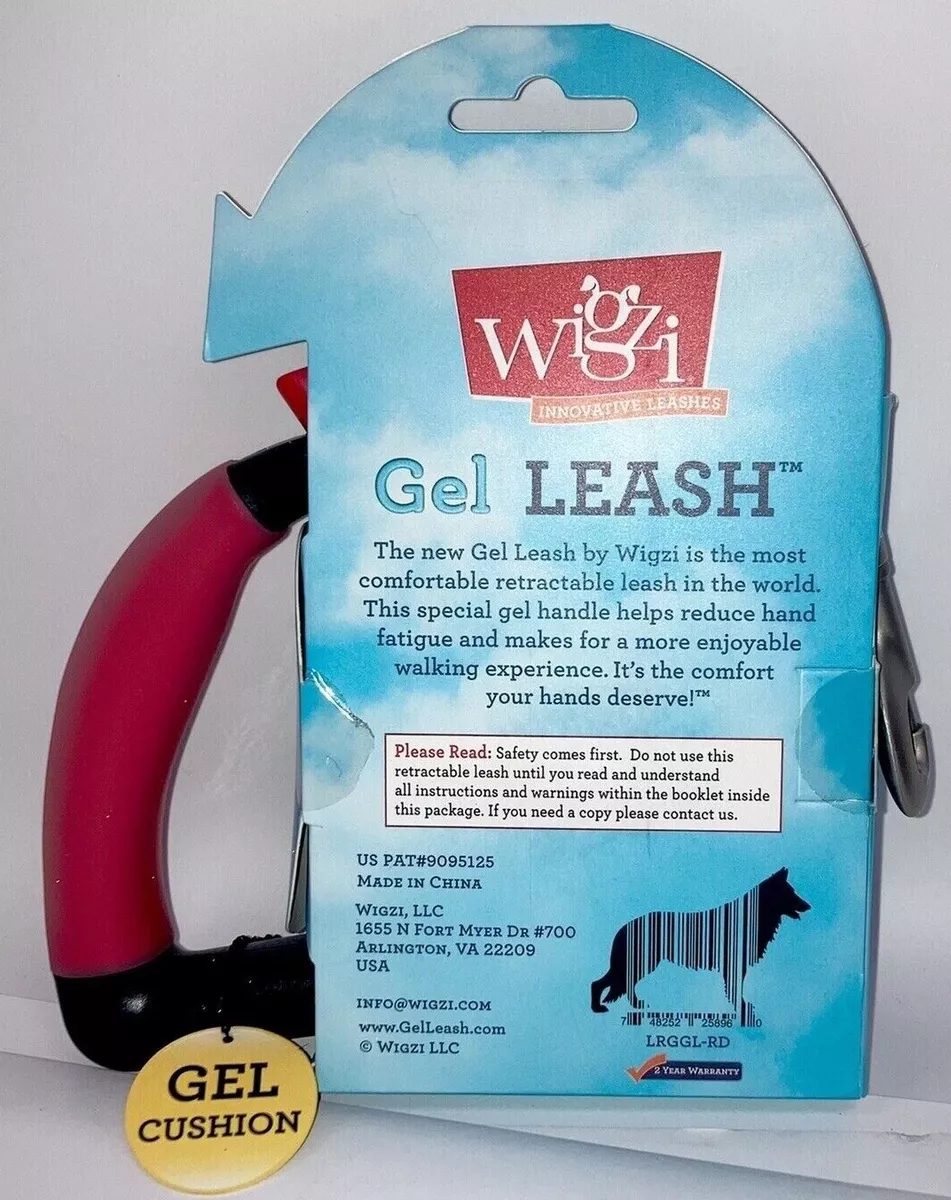 Wigzi
INNOVATIVE LEASHES
Gel LEASH™
The new Gel Leash by Wigzi is the most
comfortable retractable leash in the world.
This special gel handle helps reduce hand
fatigue and makes for a more enjoyable
walking experience. It's the comfort
your hands deserve!™
Please Read: Safety comes first. Do not use this
retractable leash until you read and understand
all instructions and warnings within the booklet inside
this package. If you need a copy please contact us.
US PAT#9095125
MADE IN CHINA
WIGZI, LLC
1655 N FORT MYER DR #700
ARLINGTON, VA 22209
USA
INFO@WIGZI.COM
www.GelLeash.com
© WIGZI LLC
7 48252 25896 0
LRGGL-RD
2 YEAR WARRANTY
GEL
CUSHION